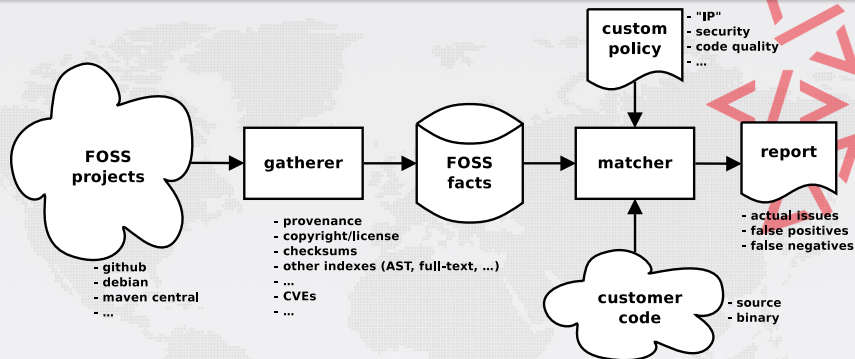 custom
policy
- "IP"
- security
- code quality
- ...
FOSS
projects
gatherer
FOSS
facts
matcher
report
- github
- debian
- maven central
- ...
- provenance
- copyright/license
- checksums
- other indexes (AST, full-text, ...)
- ...
- CVEs
- ...
- actual issues
- false positives
- false negatives
customer
code
- source
- binary